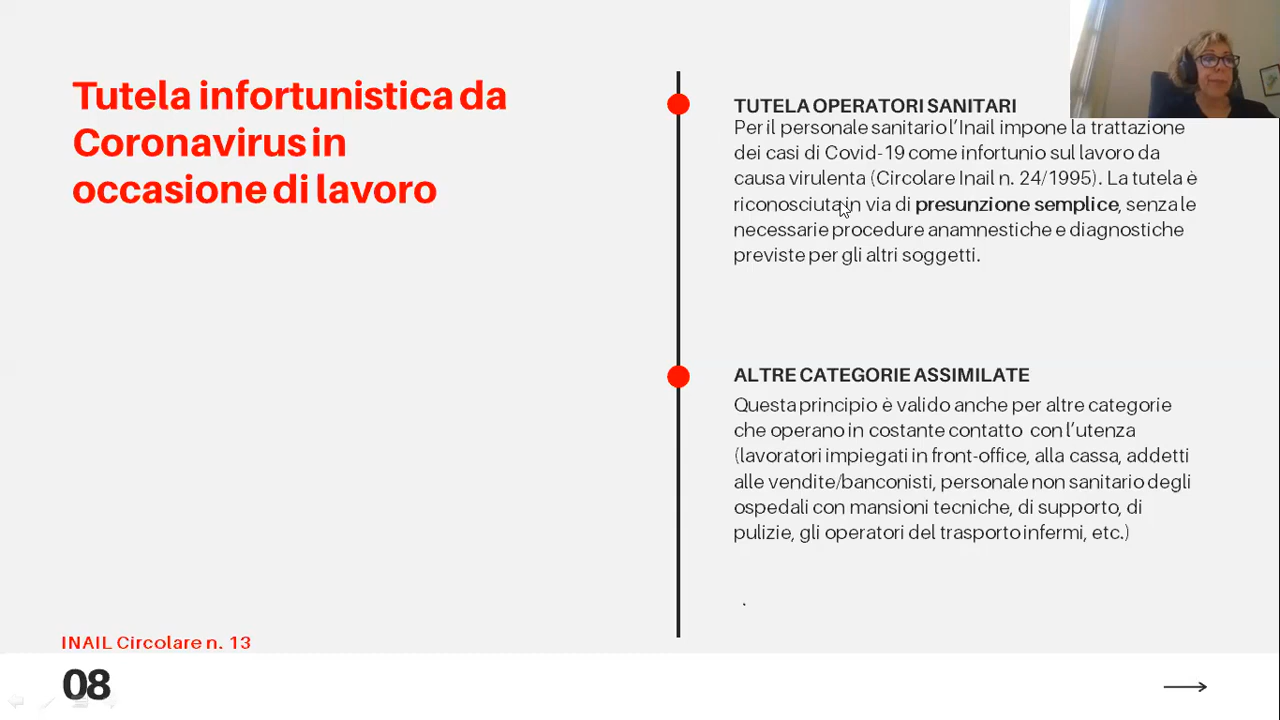 Tutela infortunistica da
Coronavirus in
occasione di lavoro
TUTELA OPERATORI SANITARI
Per il personale sanitario l'Inail impone la trattazione
dei casi di Covid-19 come infortunio sul lavoro da
causa virulenta (Circolare Inail n. 24/1995). La tutela è
riconosciuta in via di presunzione semplice, senza le
necessarie procedure anamnestiche e diagnostiche
previste per gli altri soggetti.
ALTRE CATEGORIE ASSIMILATE
Questa principio è valido anche per altre categorie
che operano in costante contatto con l'utenza
(lavoratori impiegati in front-office, alla cassa, addetti
alle vendite/banconisti, personale non sanitario degli
ospedali con mansioni tecniche, di supporto, di
pulizie, gli operatori del trasporto infermi, etc.)
.
INAIL Circolare n. 13
08